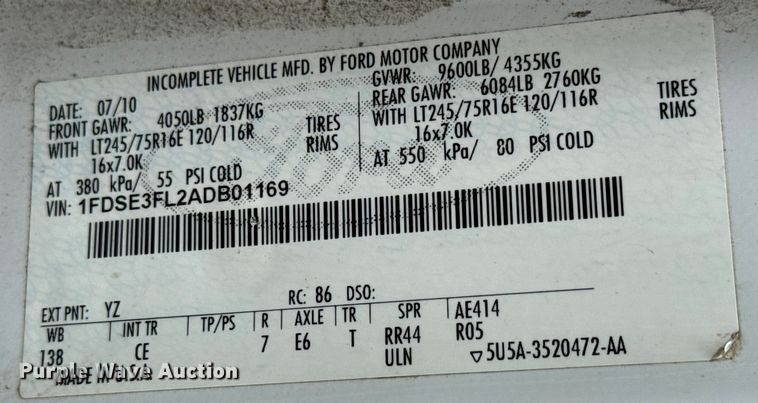 INCOMPLETE VEHICLE MFD. BY FORD MOTOR COMPANY
DATE: 07/10 GVWR: 9600LB/ 4355KG
FRONT GAWR: 4050LB 1837KG REAR GAWR: 6084LB 2760KG
WITH LT245/75R16E 120/116R TIRES WITH LT245/75R16E 120/116R TIRES
16x7.0K RIMS 16x7.0K RIMS
AT 380 kPa/ 55 PSI COLD AT 550 kPa/ 80 PSI COLD
VIN: 1FDSE3FL2ADB01169
EXT PNT: YZ RC: 86 DSO:
WB INT TR TP/PS R AXLE TR SPR AE414
138 CE 7 E6 T RR44 R05
ULN ▽5U5A-3520472-AA
MADE IN U.S.A.
Purple Wave Auction